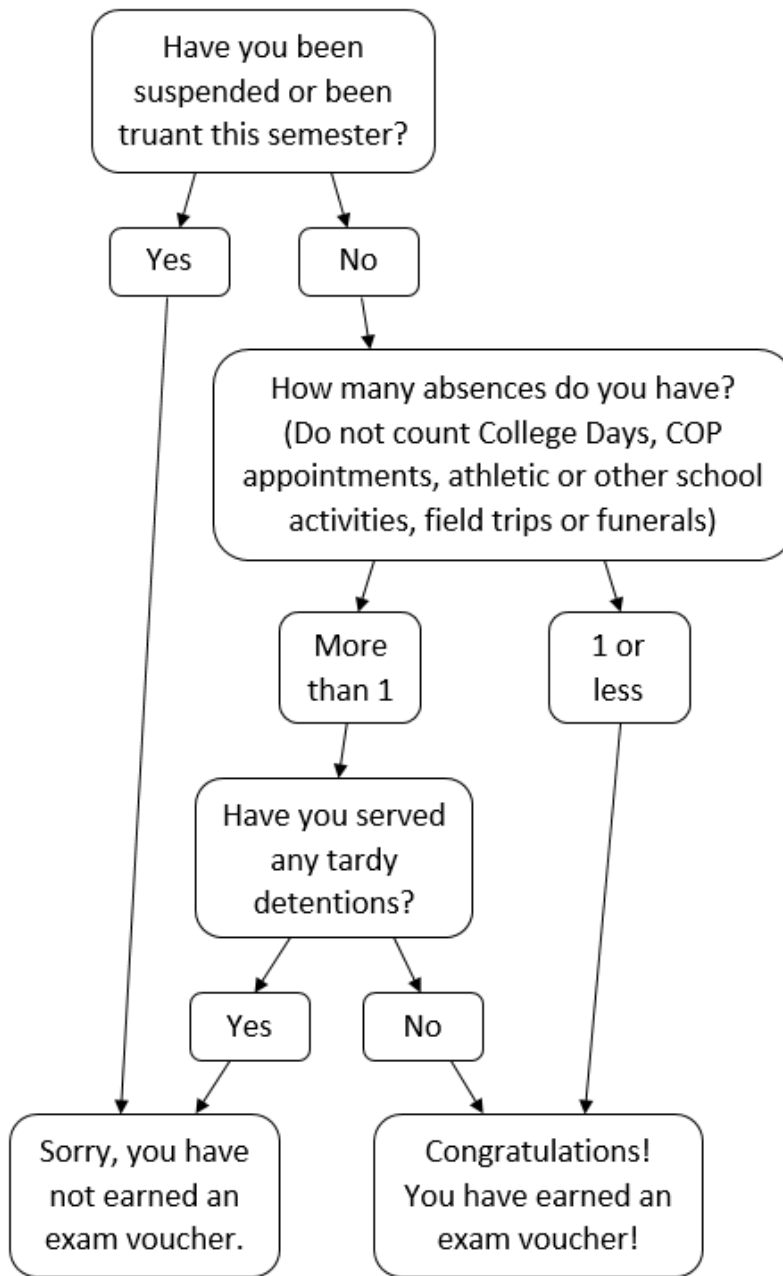 Have you been
suspended or been
truant this semester?
Yes
No
How many absences do you have?
(Do not count College Days, COP
appointments, athletic or other school
activities, field trips or funerals)
More
than 1
1 or
less
Have you served
any tardy
detentions?
Yes
No
Sorry, you have
not earned an
exam voucher.
Congratulations!
You have earned an
exam voucher!